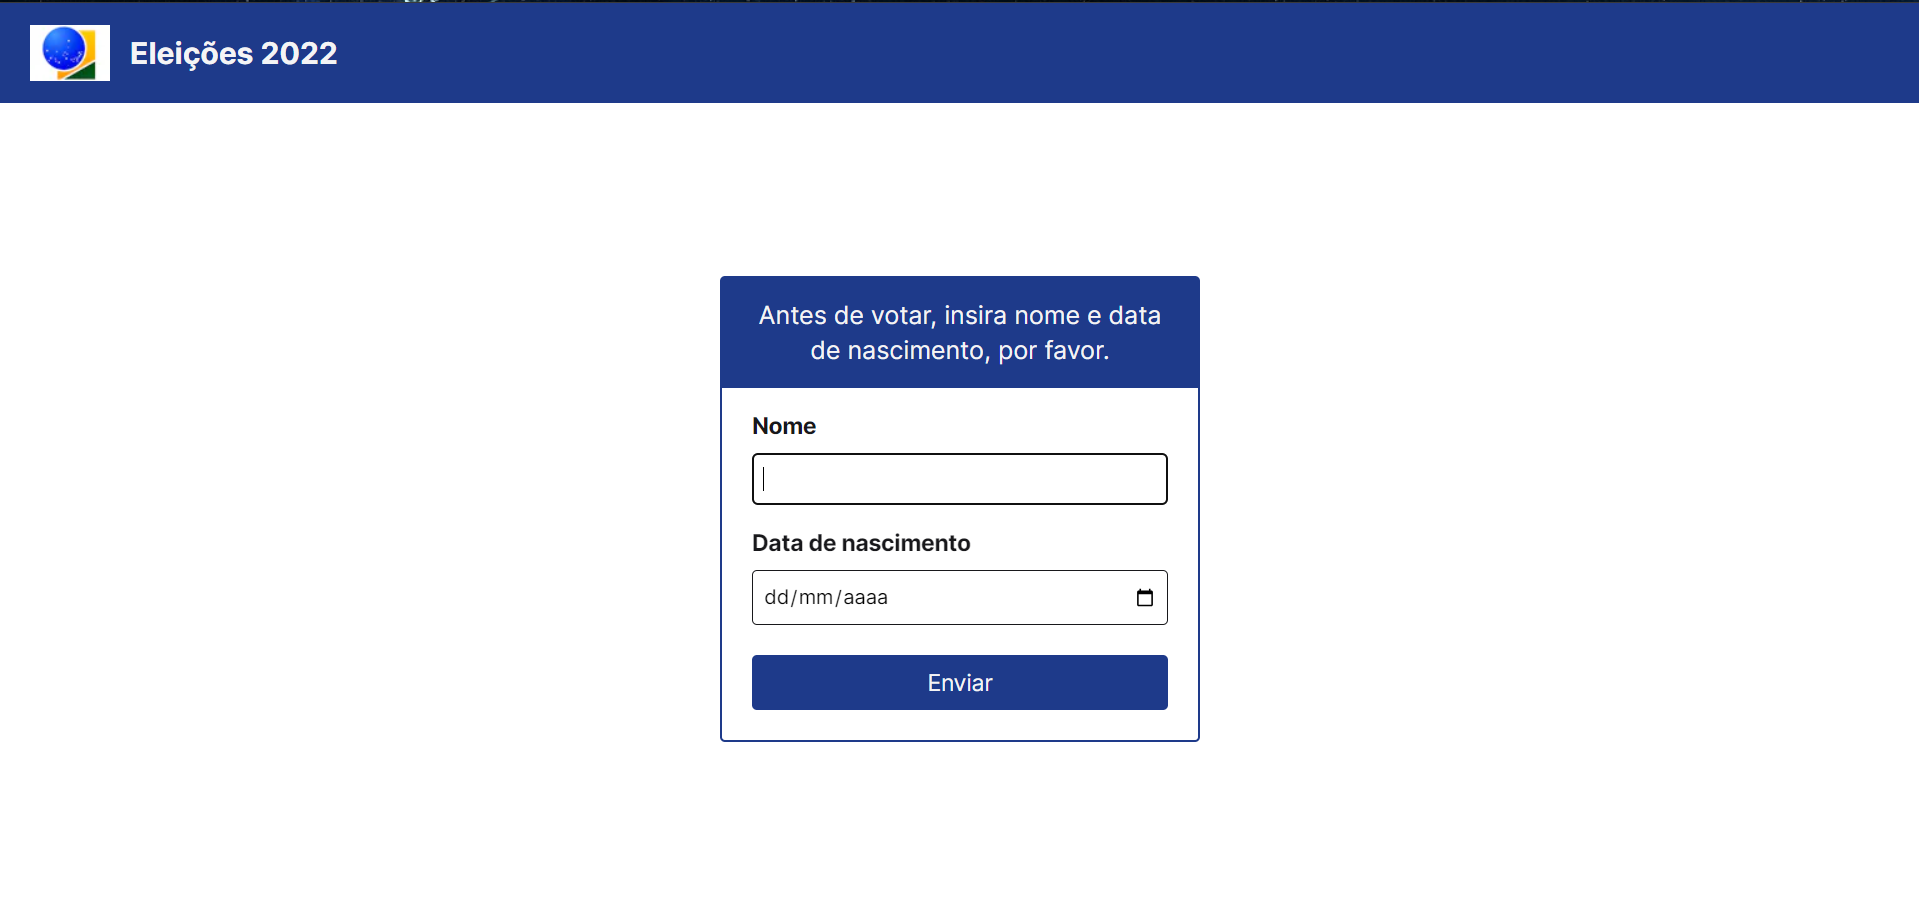 Eleições 2022
Antes de votar, insira nome e data
de nascimento, por favor.
Nome
Data de nascimento
dd/mm/aaaa
Enviar